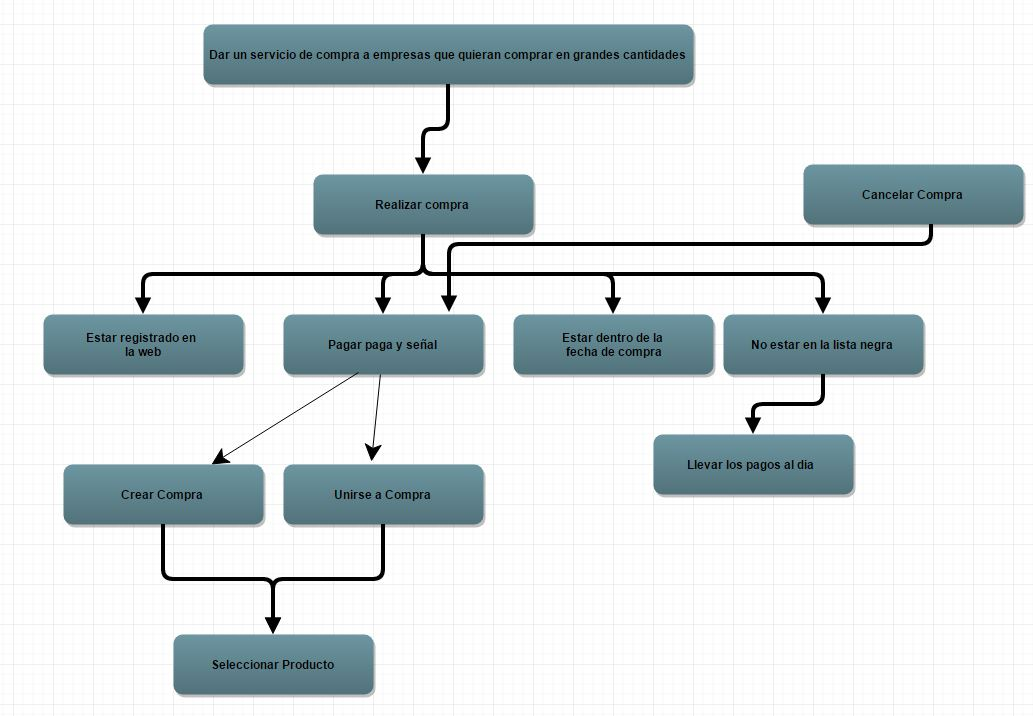 Dar un servicio de compra a empresas que quieran comprar en grandes cantidades
Realizar compra
Cancelar Compra
Estar registrado en
la web
Pagar paga y señal
Estar dentro de la
fecha de compra
No estar en la lista negra
Llevar los pagos al dia
Crear Compra
Unirse a Compra
Seleccionar Producto